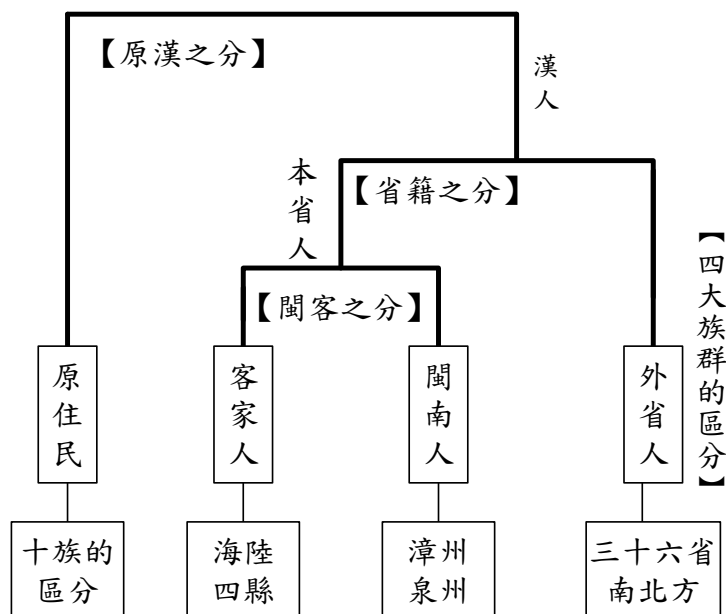 【原漢之分】
漢人
本省人
【省籍之分】
【閩客之分】
【四大族群的區分】
原住民
客家人
閩南人
外省人
十族的
區分
海陸
四縣
漳州
泉州
三十六省
南北方